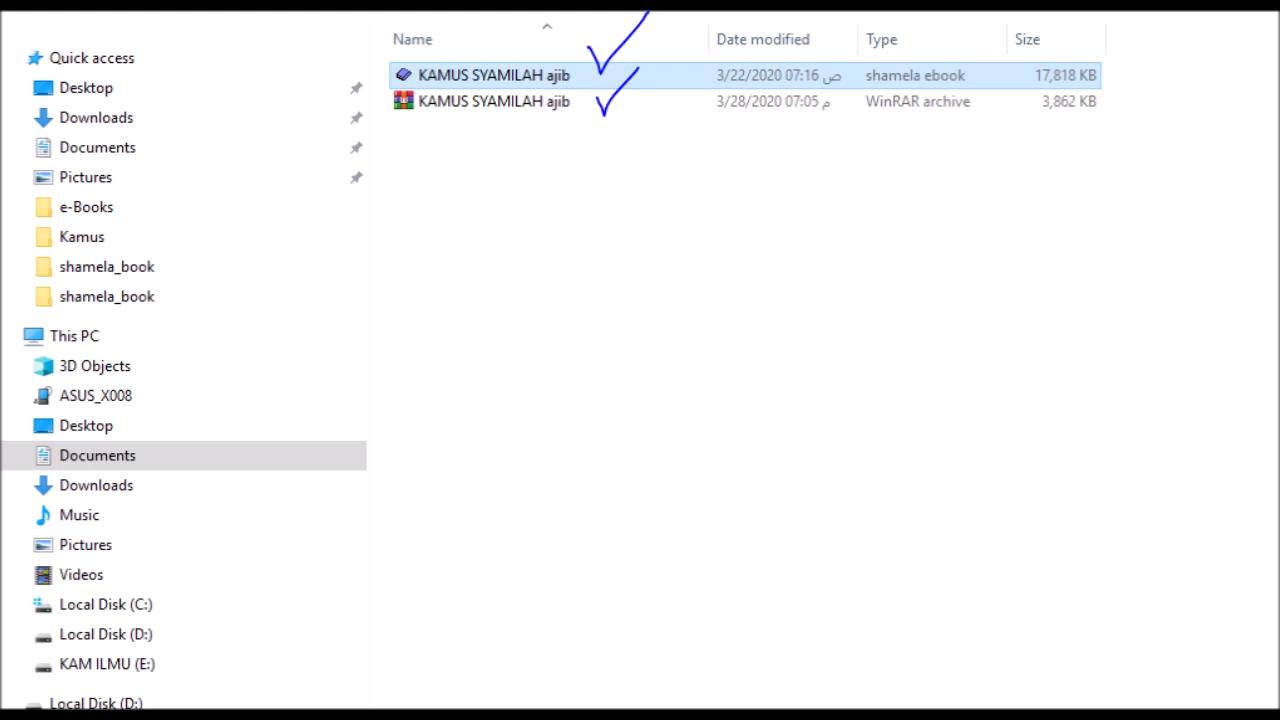 Name Date modified Type Size
KAMUS SYAMILAH ajib 3/22/2020 07:16 ص shamela ebook 17,818 KB
KAMUS SYAMILAH ajib 3/28/2020 07:05 م WinRAR archive 3,862 KB
Quick access
Desktop
Downloads
Documents
Pictures
e-Books
Kamus
shamela_book
shamela_book
This PC
3D Objects
ASUS_X008
Desktop
Documents
Downloads
Music
Pictures
Videos
Local Disk (C:)
Local Disk (D:)
KAM ILMU (E:)
Local Disk (D:)